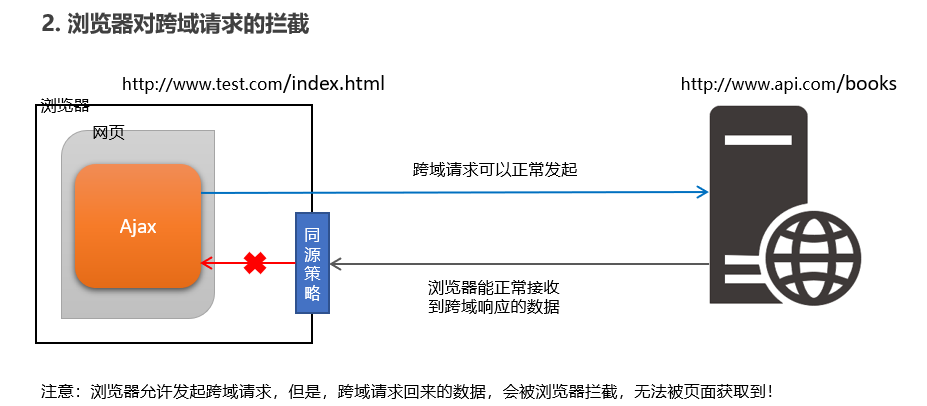 2. 浏览器对跨域请求的拦截
http://www.test.com/index.html
http://www.api.com/books
浏览器
网页
跨域请求可以正常发起
Ajax
同
源
策
略
浏览器能正常接收
到跨域响应的数据
注意：浏览器允许发起跨域请求，但是，跨域请求回来的数据，会被浏览器拦截，无法被页面获取到！